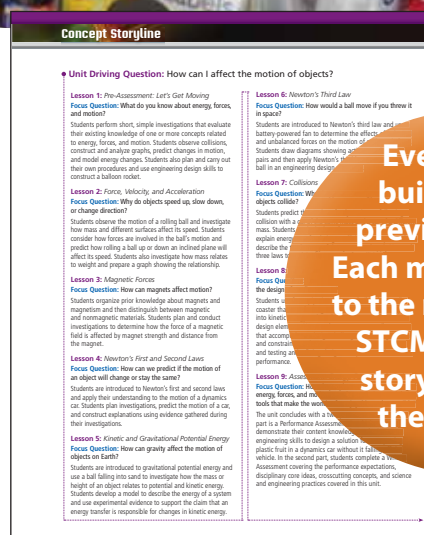 Concept Storyline
Unit Driving Question: How can I affect the motion of objects?
Lesson 1: Pre-Assessment: Let's Get Moving
Focus Question: What do you know about energy, forces,
and motion?
Students perform short, simple investigations that evaluate
their existing knowledge of one or more concepts related
to energy, forces, and motion. Students observe collisions,
construct and analyze graphs, predict changes in motion,
and model energy changes. Students also plan and carry out
their own procedures and use engineering design skills to
construct a balloon rocket.
Lesson 2: Force, Velocity, and Acceleration
Focus Question: Why do objects speed up, slow down,
or change direction?
Students observe the motion of a rolling ball and investigate
how mass and different surfaces affect its speed. Students
consider how forces are involved in the ball's motion and
predict how rolling a ball up or down an inclined plane will
affect its speed. Students also investigate how mass relates
to weight and prepare a graph showing the relationship.
Lesson 3: Magnetic Forces
Focus Question: How can magnets affect motion?
Students organize prior knowledge about magnets and
magnetism and then distinguish between magnetic
and nonmagnetic materials. Students plan and conduct
investigations to determine how the force of a magnetic
field is affected by magnet strength and distance from
the magnet.
Lesson 4: Newton's First and Second Laws
Focus Question: How can we predict if the motion of
an object will change or stay the same?
Students are introduced to Newton's first and second laws
and apply their understanding to the motion of a dynamics
car. Students plan investigations, predict the motion of a car,
and construct explanations using evidence gathered during
their investigations.
Lesson 5: Kinetic and Gravitational Potential Energy
Focus Question: How can gravity affect the motion of
objects on Earth?
Students are introduced to gravitational potential energy and
use a ball falling into sand to investigate how the mass or
height of an object relates to potential and kinetic energy.
Students develop a model to describe the energy of a system
and use experimental evidence to support the claim that an
energy transfer is responsible for changes in kinetic energy.
Lesson 6: Newton's Third Law
Focus Question: How would a ball move if you threw it
in space?
Students are introduced to Newton's third law and
battery-powered fan to determine the effects
and unbalanced forces on the motion of
Students draw diagrams showing
pairs and then apply Newton's
ball in an engineering design
Lesson 7: Collisions
Focus Question:
objects collide?
Students predict
collision with a
mass. Students
explain energy
describe the
three laws to
Lesson 8:
the design
Students
coaster
into kinetic
design
that
and
and testing
performance.
Lesson 9:
Focus Question:
energy, forces, and
tools that make the
The unit concludes with a
part is a Performance
demonstrate their content
engineering skills to design a solution
plastic fruit in a dynamics car without it
vehicle. In the second part, students complete a
Assessment covering the performance expectations,
disciplinary core ideas, crosscutting concepts, and science
and engineering practices covered in this unit.
Each
to the
STCM
the